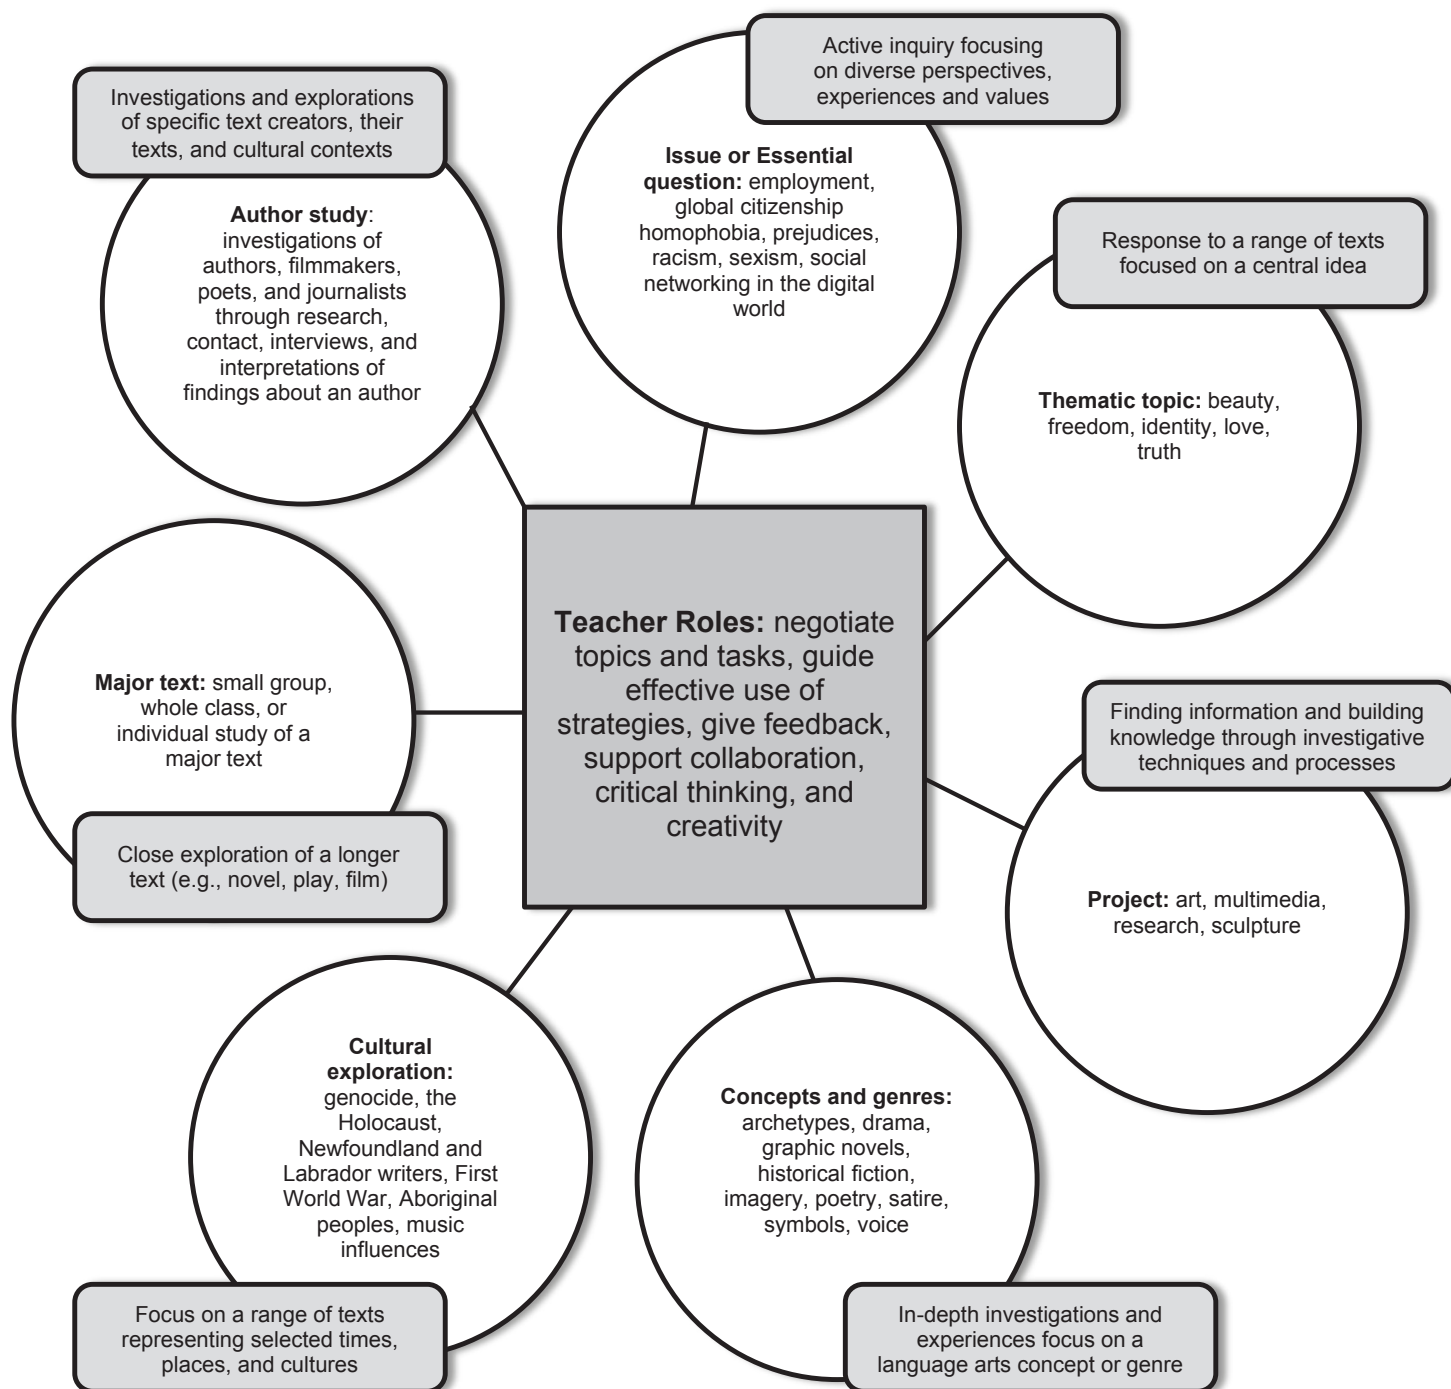 Active inquiry focusing
on diverse perspectives,
experiences and values
Investigations and explorations
of specific text creators, their
texts, and cultural contexts
Issue or Essential
question: employment,
global citizenship
homophobia, prejudices,
racism, sexism, social
networking in the digital
world
Author study:
investigations of
authors, filmmakers,
poets, and journalists
through research,
contact, interviews, and
interpretations of
findings about an author
Response to a range of texts
focused on a central idea
Thematic topic: beauty,
freedom, identity, love,
truth
Teacher Roles: negotiate
topics and tasks, guide
effective use of
strategies, give feedback,
support collaboration,
critical thinking, and
creativity
Major text: small group,
whole class, or
individual study of a
major text
Close exploration of a longer
text (e.g., novel, play, film)
Finding information and building
knowledge through investigative
techniques and processes
Project: art, multimedia,
research, sculpture
Cultural
exploration:
genocide, the
Holocaust,
Newfoundland and
Labrador writers, First
World War, Aboriginal
peoples, music
influences
Focus on a range of texts
representing selected times,
places, and cultures
Concepts and genres:
archetypes, drama,
graphic novels,
historical fiction,
imagery, poetry, satire,
symbols, voice
In-depth investigations and
experiences focus on a
language arts concept or genre